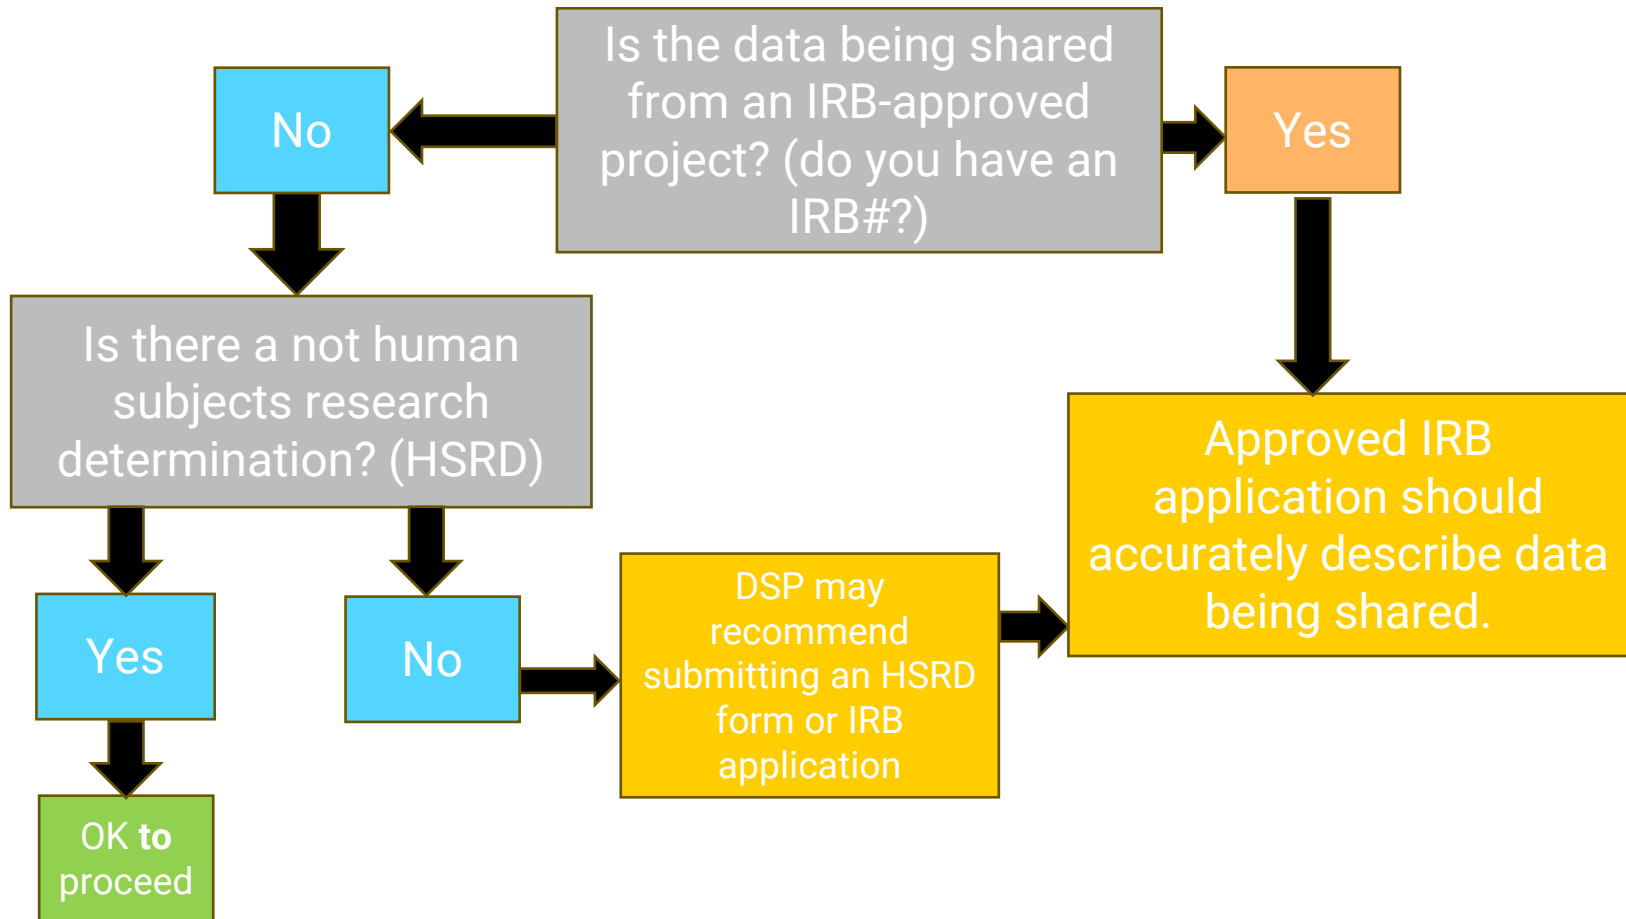 Is the data being shared
from an IRB-approved
project? (do you have an
IRB#?)
No
Yes
Is there a not human
subjects research
determination? (HSRD)
Approved IRB
application should
accurately describe data
being shared.
Yes
No
DSP may
recommend
submitting an HSRD
form or IRB
application
OK to
proceed